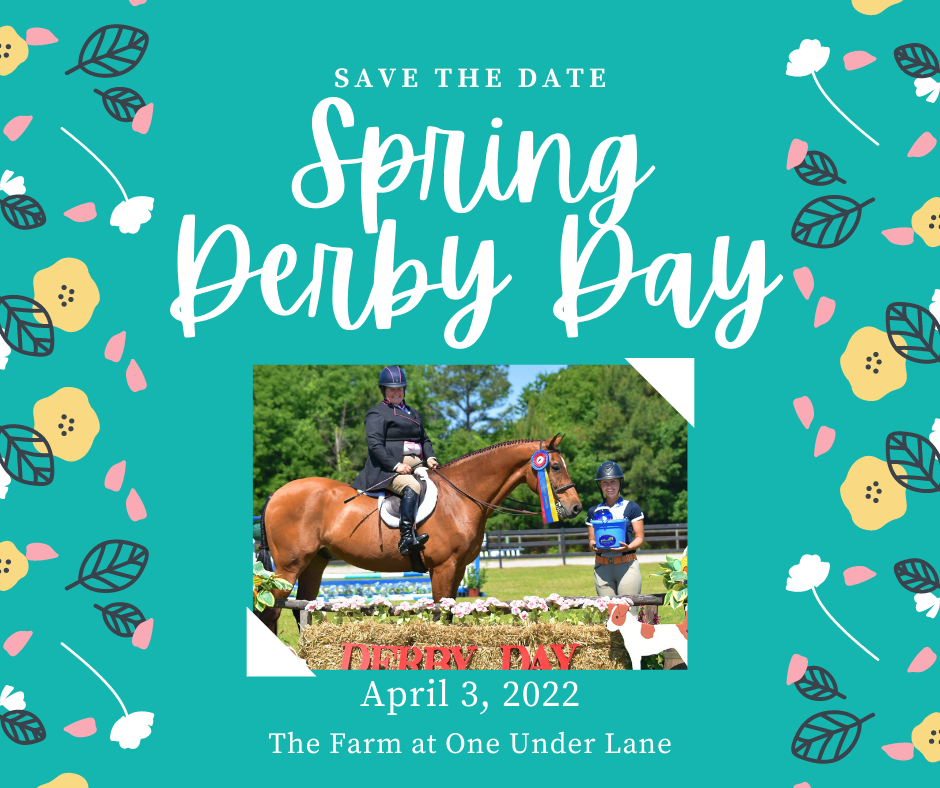 SAVE THE DATE
Spring
Derby Day
DERBY DAY
April 3, 2022
The Farm at One Under Lane